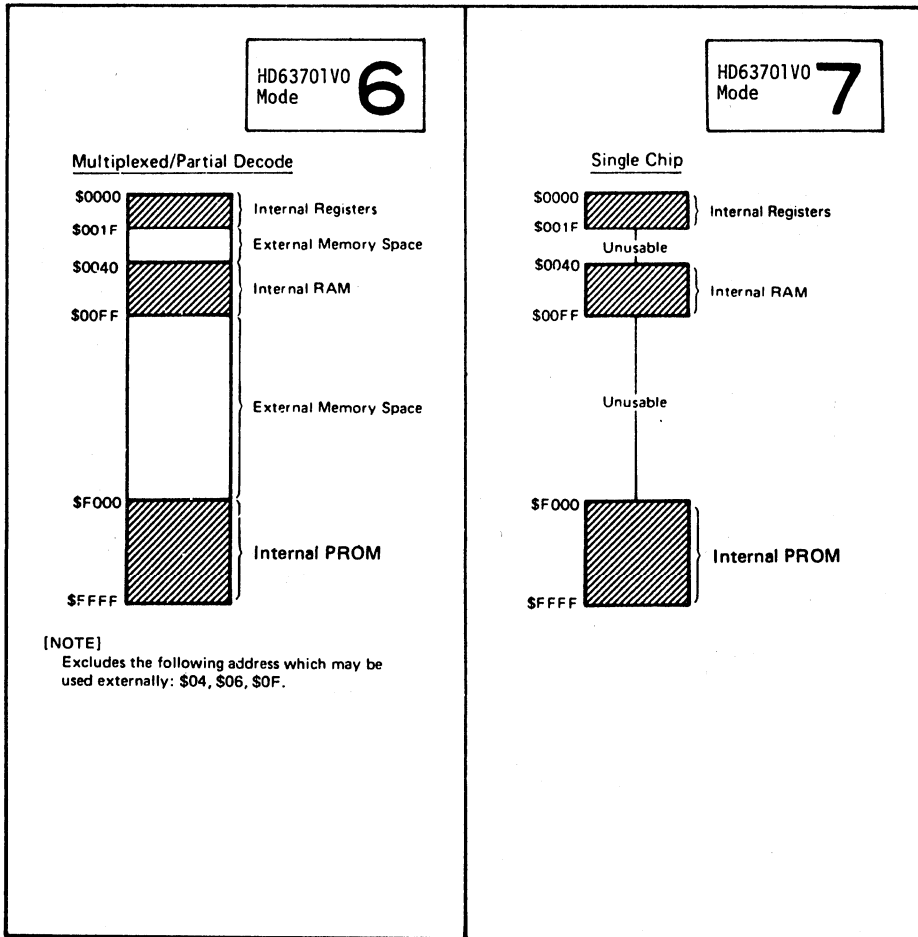 HD63701V0
Mode 6
Multiplexed/Partial Decode
$0000
Internal Registers
$001F
External Memory Space
$0040
Internal RAM
$00FF
External Memory Space
$F000
Internal PROM
$FFFF
[NOTE]
Excludes the following address which may be
used externally: $04, $06, $0F.
HD63701V0
Mode 7
Single Chip
$0000
Internal Registers
$001F
Unusable
$0040
Internal RAM
$00FF
Unusable
$F000
Internal PROM
$FFFF